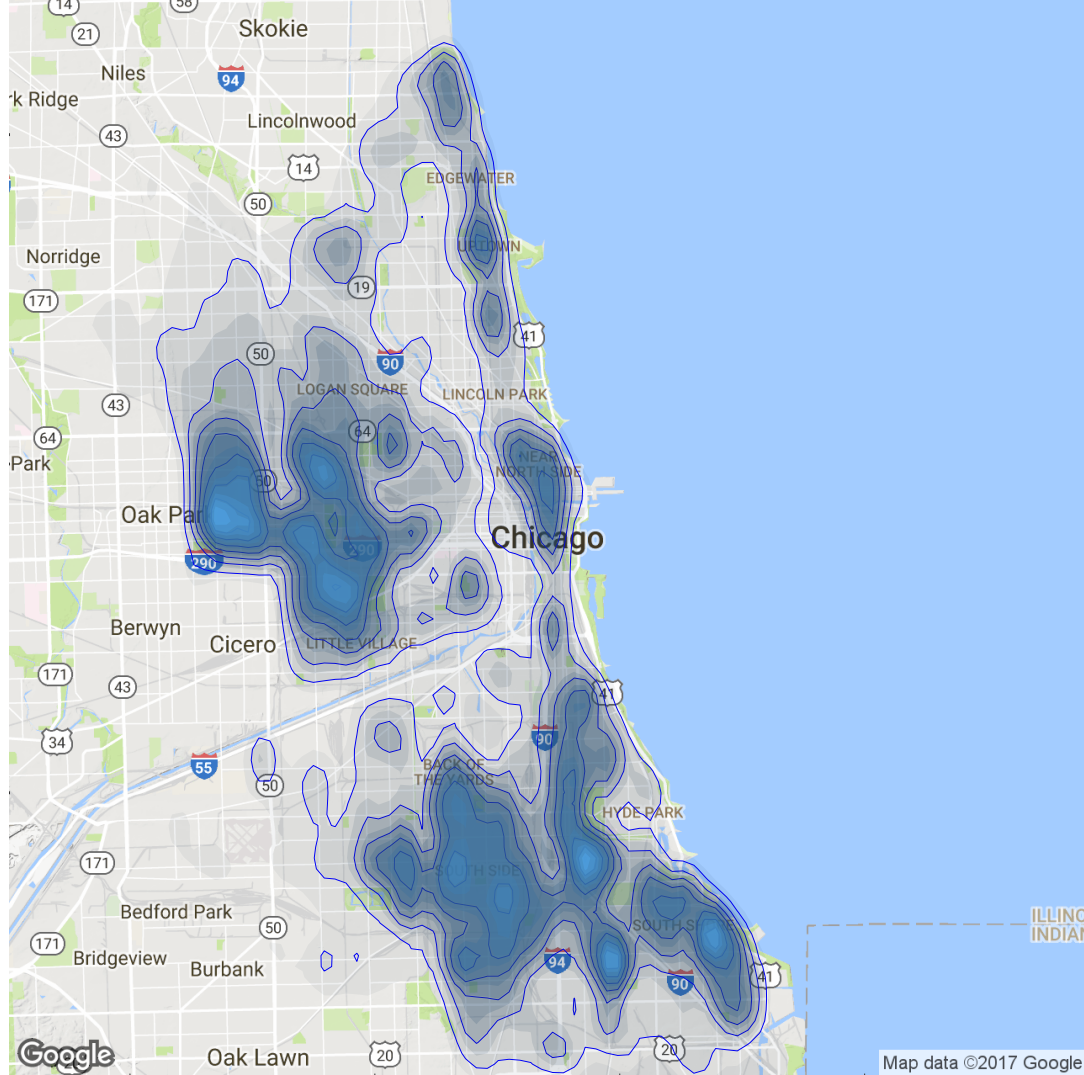 14
58
Skokie
21
Niles
94
rk Ridge
Lincolnwood
43
14
EDGEWATER
50
UPTOWN
Norridge
19
171
41
50
90
LOGAN SQUARE
LINCOLN PARK
43
64
64
NEAR
NORTH SIDE
-Park
50
Oak Par
Chicago
290
290
Berwyn
LITTLE VILLAGE
Cicero
171
43
41
34
90
55
BACK OF
THE YARDS
50
HYDE PARK
171
SOUTH SIDE
Bedford Park
50
SOUTH SHORE
ILLINO
INDIAN
171
Bridgeview
94
Burbank
90
41
Google
Oak Lawn
20
20
Map data ©2017 Google